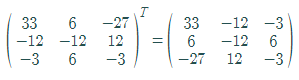 ( 33 6 −27 )T ( 33 −12 −3 )
( −12 −12 12 ) = ( 6 −12 6 )
( −3 6 −3 ) ( −27 12 −3 )